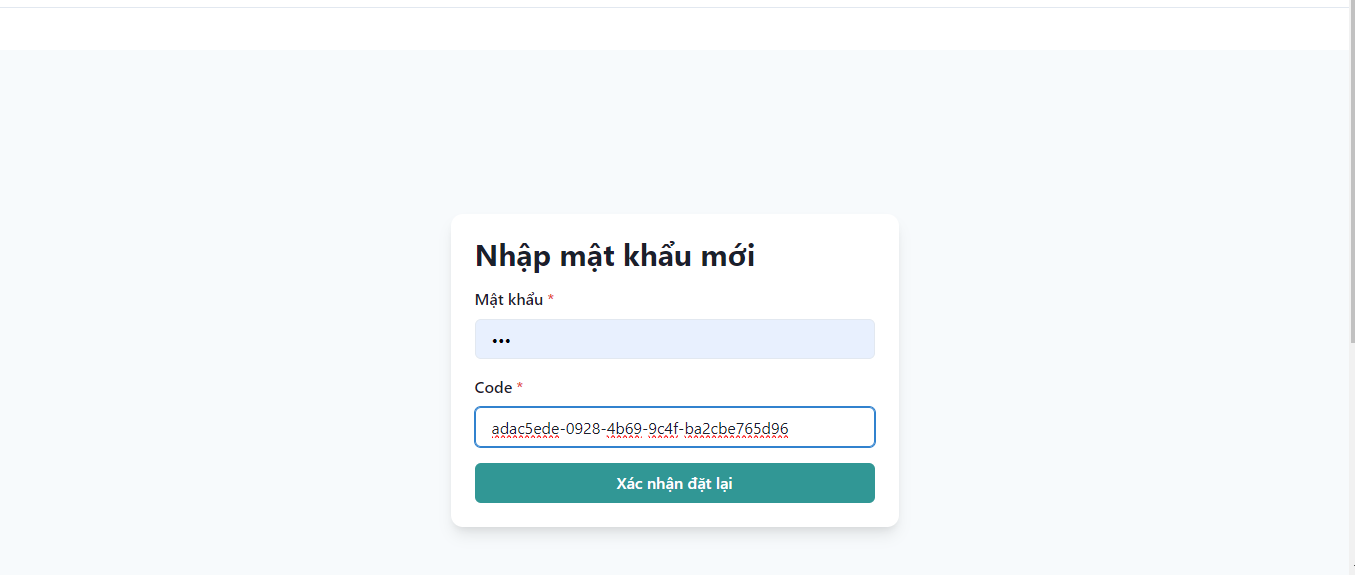 Nhập mật khẩu mới
Mật khẩu *
•••
Code *
adac5ede-0928-4b69-9c4f-ba2cbe765d96
Xác nhận đặt lại